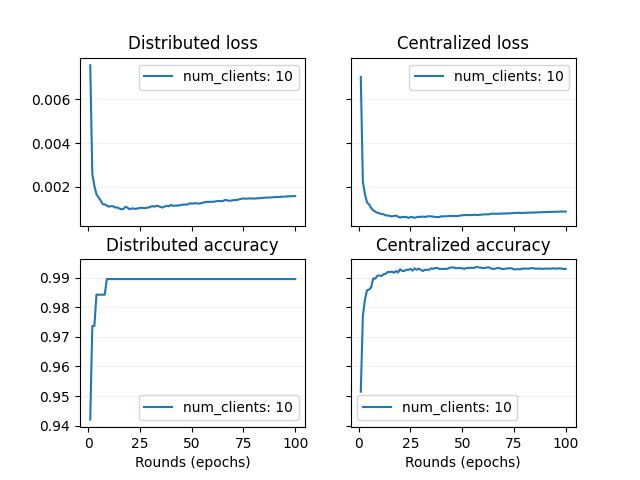 Distributed loss
Centralized loss
num_clients: 10
num_clients: 10
0.006
0.004
0.002
Distributed accuracy
Centralized accuracy
0.99
0.98
0.97
0.96
0.95
0.94
num_clients: 10
num_clients: 10
0 25 50 75 100
0 25 50 75 100
Rounds (epochs)
Rounds (epochs)